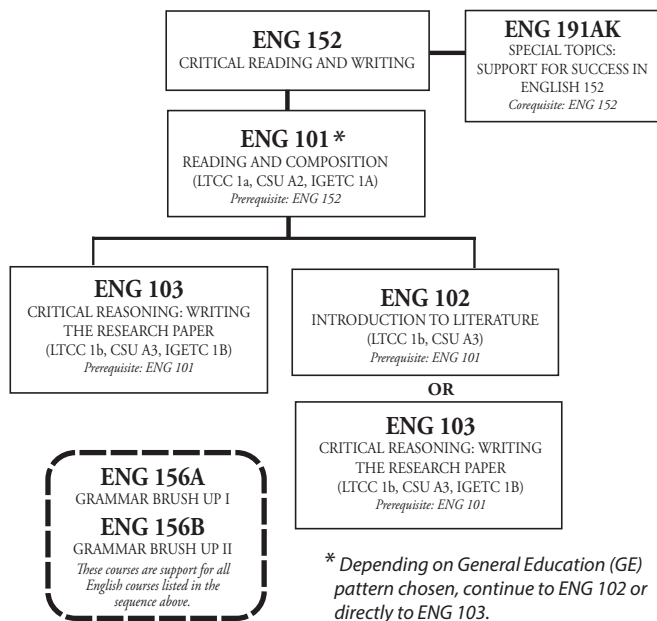 ENG 152
CRITICAL READING AND WRITING
ENG 191AK
SPECIAL TOPICS:
SUPPORT FOR SUCCESS IN
ENGLISH 152
Corequisite: ENG 152
ENG 101*
READING AND COMPOSITION
(LTCC 1a, CSU A2, IGETC 1A)
Prerequisite: ENG 152
ENG 103
CRITICAL REASONING: WRITING
THE RESEARCH PAPER
(LTCC 1b, CSU A3, IGETC 1B)
Prerequisite: ENG 101
ENG 102
INTRODUCTION TO LITERATURE
(LTCC 1b, CSU A3)
Prerequisite: ENG 101
OR
ENG 103
CRITICAL REASONING: WRITING
THE RESEARCH PAPER
(LTCC 1b, CSU A3, IGETC 1B)
Prerequisite: ENG 101
ENG 156A
GRAMMAR BRUSH UP I
ENG 156B
GRAMMAR BRUSH UP II
These courses are support for all
English courses listed in the
sequence above.
* Depending on General Education (GE)
pattern chosen, continue to ENG 102 or
directly to ENG 103.